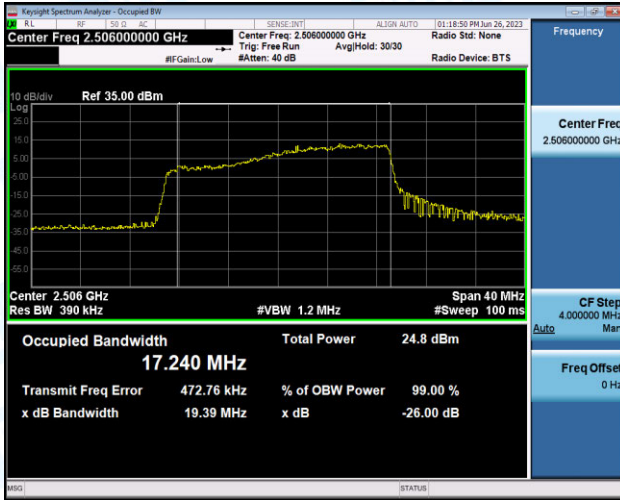 Keysight Spectrum Analyzer - Occupied BW
RL RF 50 Ω AC SENSE:INT ALIGN AUTO 01:18:50 PM Jun 26, 2023
Center Freq 2.506000000 GHz
Center Freq: 2.506000000 GHz
Radio Std: None
Trig: Free Run Avg|Hold: 30/30
#IFGain:Low
#Atten: 40 dB
Radio Device: BTS
Frequency
10 dB/div Ref 35.00 dBm
Log
25.0
15.0
5.00
-5.00
-15.0
-25.0
-35.0
-45.0
-55.0
Center Freq
2.506000000 GHz
Center 2.506 GHz Span 40 MHz
Res BW 390 kHz #VBW 1.2 MHz #Sweep 100 ms
CF Step
4.000000 MHz
Auto Man
Occupied Bandwidth Total Power 24.8 dBm
17.240 MHz
Transmit Freq Error 472.76 kHz % of OBW Power 99.00 %
x dB Bandwidth 19.39 MHz x dB -26.00 dB
Freq Offset
0 Hz
MSG STATUS